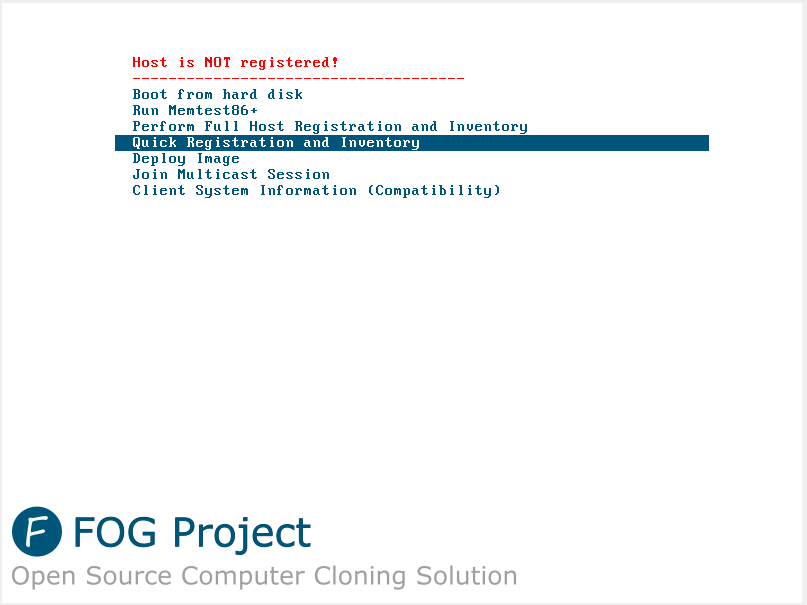 Host is NOT registered!
-------------------------------------
Boot from hard disk
Run Memtest86+
Perform Full Host Registration and Inventory
Quick Registration and Inventory
Deploy Image
Join Multicast Session
Client System Information (Compatibility)
F FOG Project
Open Source Computer Cloning Solution